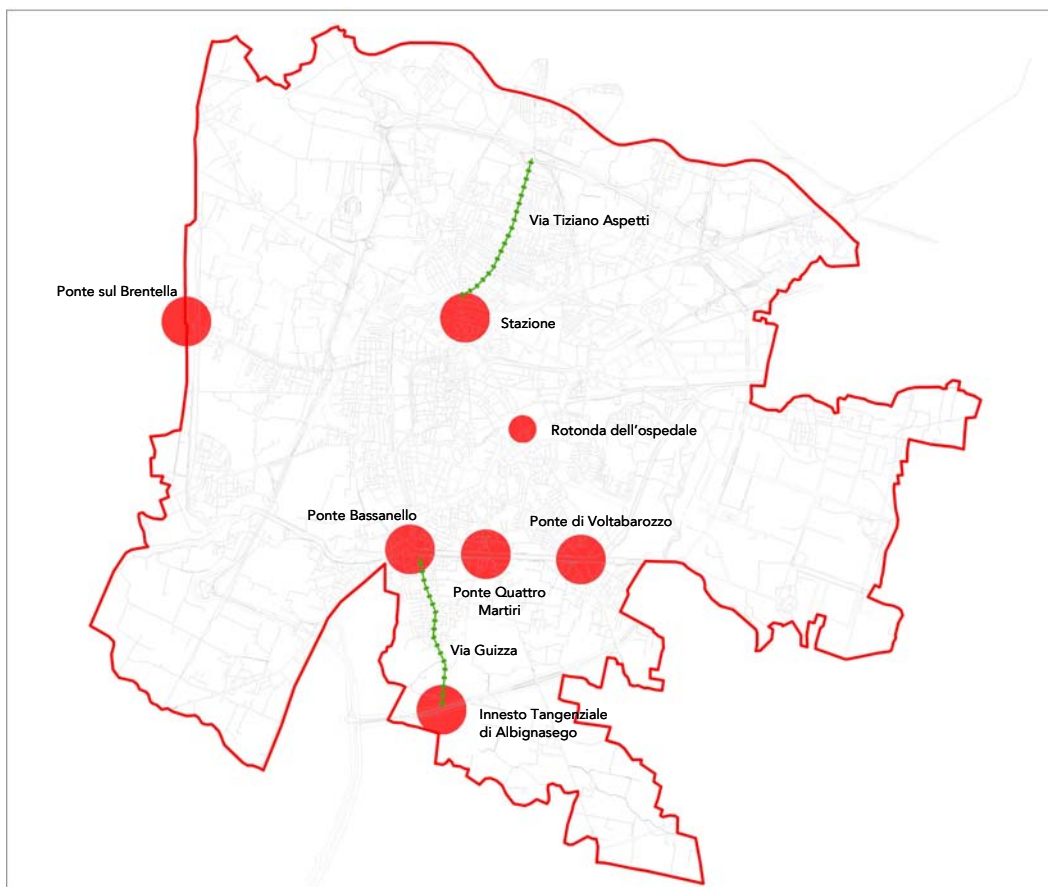 Via Tiziano Aspetti
Ponte sul Brentella
Stazione
Rotonda dell'ospedale
Ponte Bassanello
Ponte di Voltabarozzo
Ponte Quattro
Martiri
Via Guizza
Innesto Tangenziale
di Albignasego